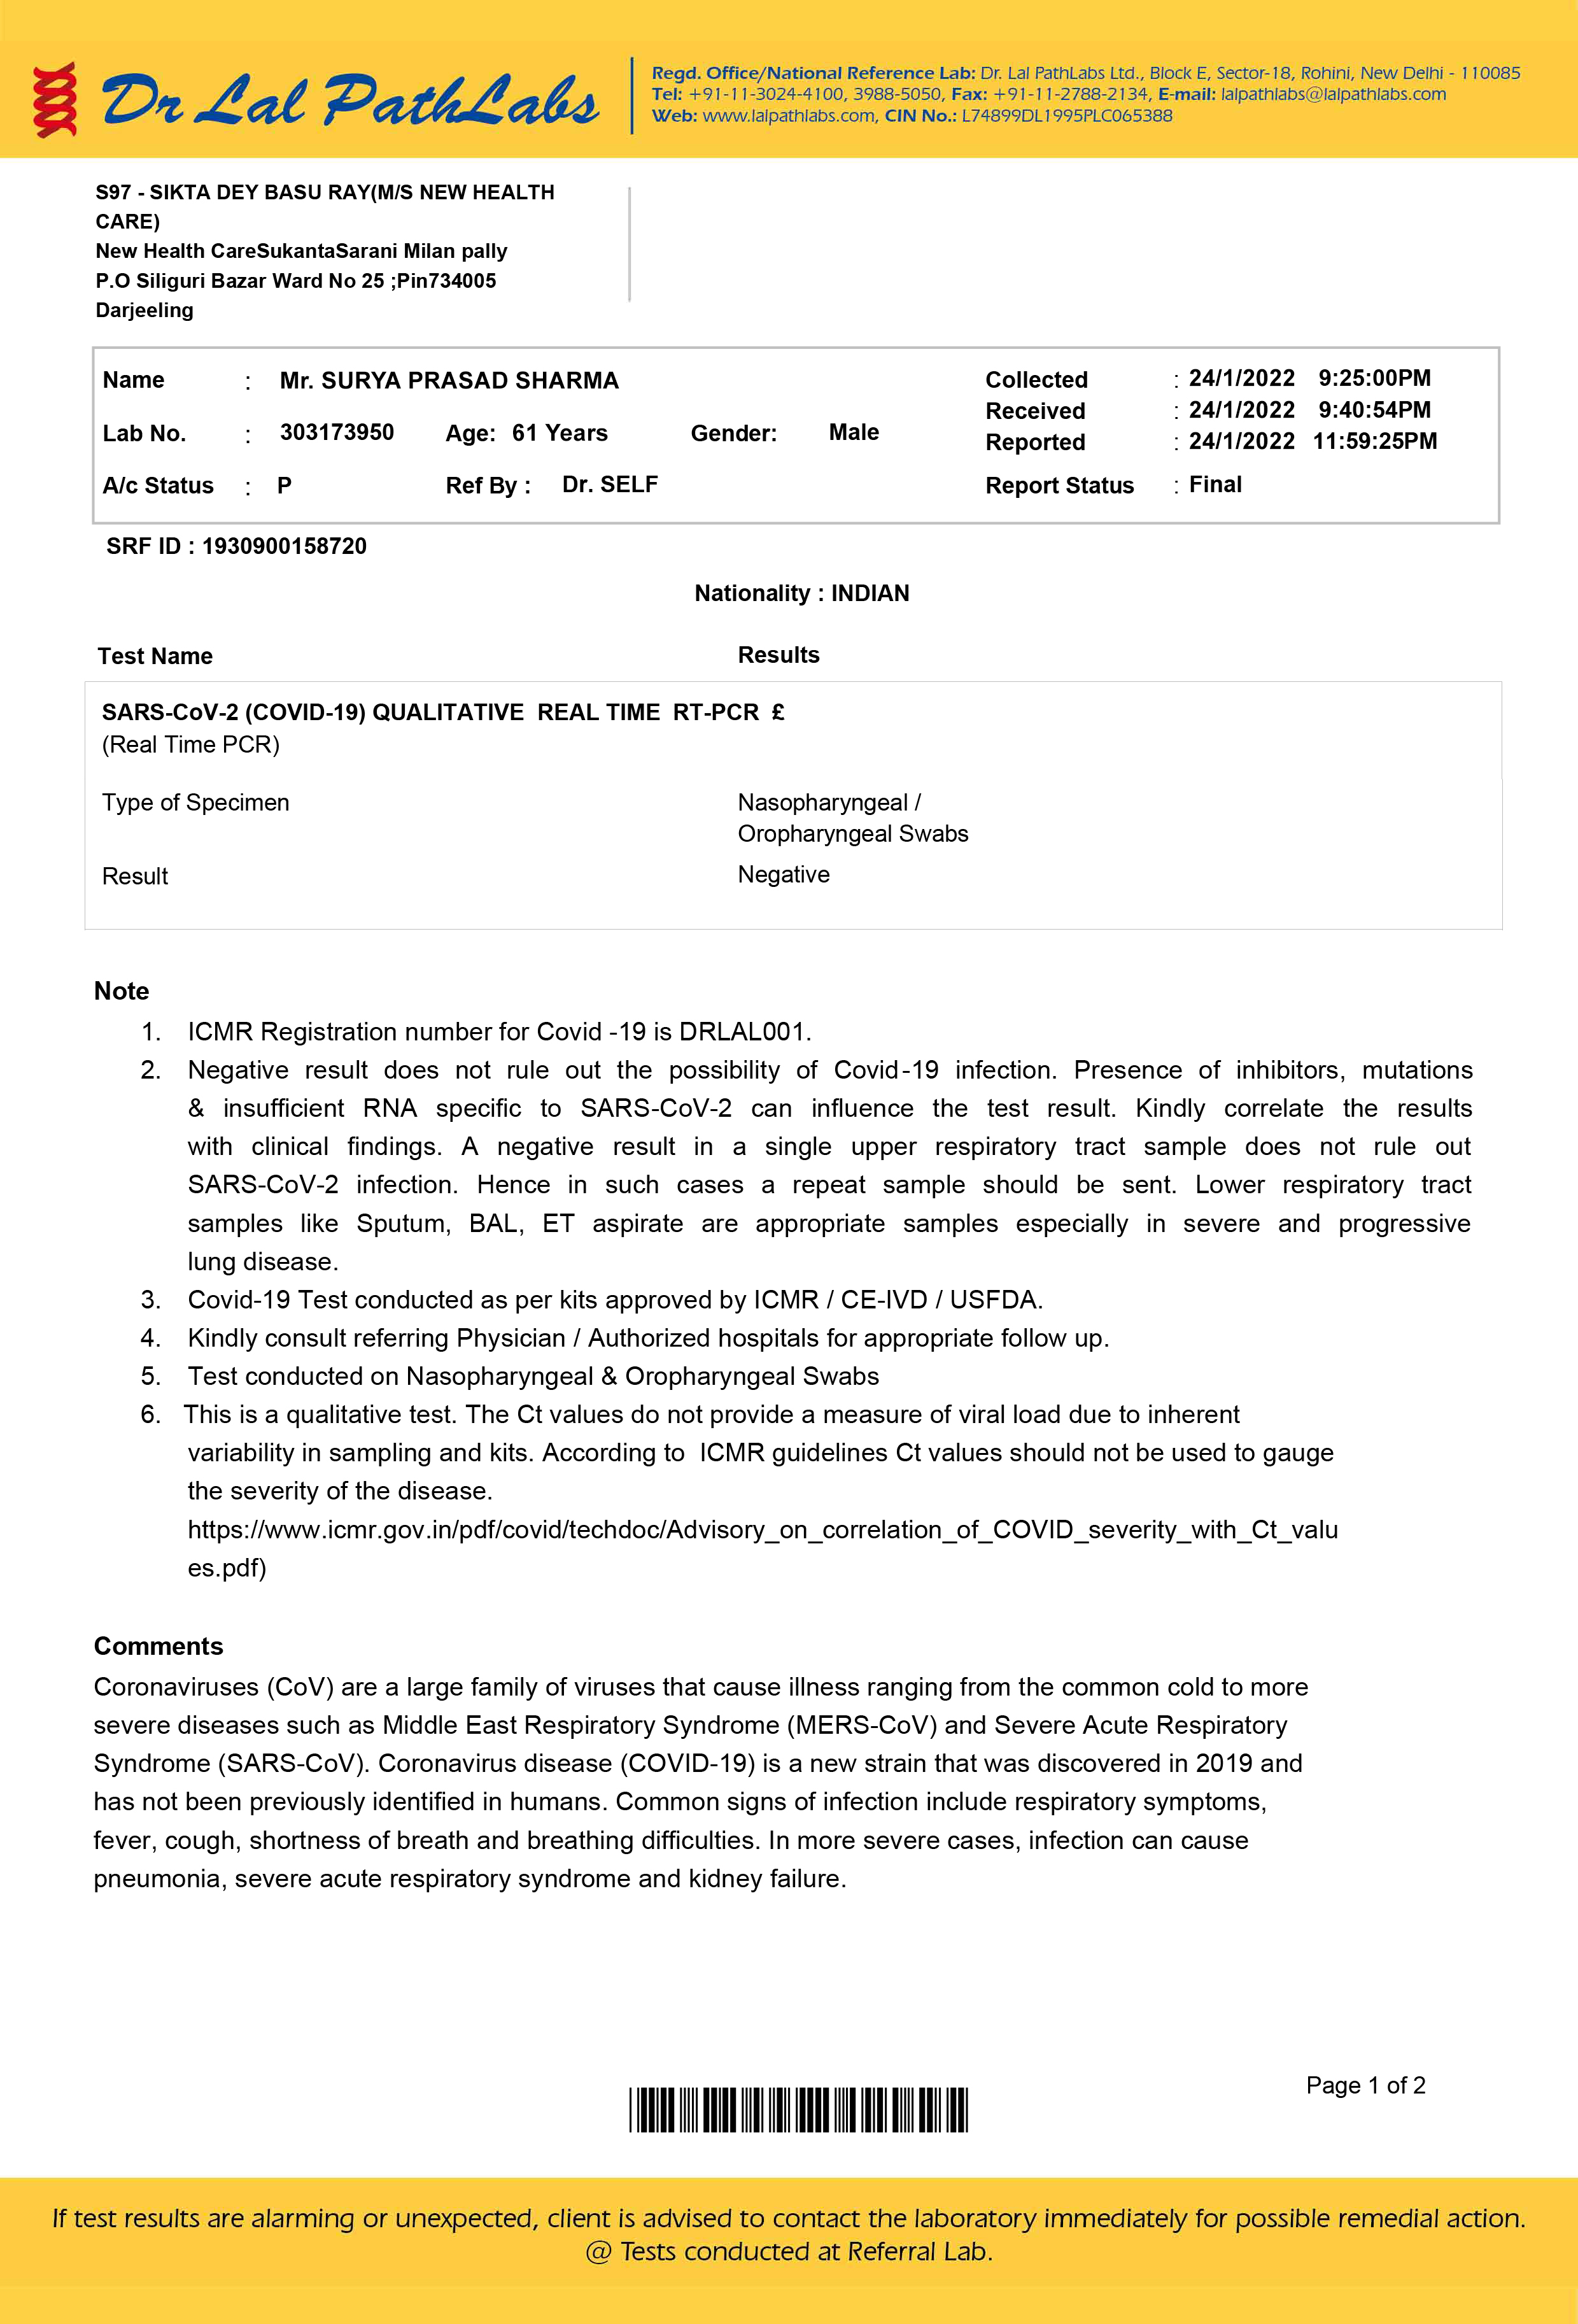 Dr Lal PathLabs
Regd. Office/National Reference Lab: Dr. Lal PathLabs Ltd., Block E, Sector-18, Rohini, New Delhi - 110085
Tel: +91-11-3024-4100, 3988-5050, Fax: +91-11-2788-2134, E-mail: lalpathlabs@lalpathlabs.com
Web: www.lalpathlabs.com, CIN No.: L74899DL1995PLC065388
S97 - SIKTA DEY BASU RAY(M/S NEW HEALTH
CARE)
New Health CareSukantaSarani Milan pally
P.O Siliguri Bazar Ward No 25 ;Pin734005
Darjeeling
Name : Mr. SURYA PRASAD SHARMA
Collected : 24/1/2022 9:25:00PM
Received : 24/1/2022 9:40:54PM
Lab No. : 303173950 Age: 61 Years Gender: Male
Reported : 24/1/2022 11:59:25PM
A/c Status : P Ref By : Dr. SELF Report Status : Final
SRF ID : 1930900158720
Nationality : INDIAN
Test Name Results
SARS-CoV-2 (COVID-19) QUALITATIVE REAL TIME RT-PCR £
(Real Time PCR)
Type of Specimen Nasopharyngeal /
Oropharyngeal Swabs
Result Negative
Note
1. ICMR Registration number for Covid -19 is DRLAL001.
2. Negative result does not rule out the possibility of Covid-19 infection. Presence of inhibitors, mutations
& insufficient RNA specific to SARS-CoV-2 can influence the test result. Kindly correlate the results
with clinical findings. A negative result in a single upper respiratory tract sample does not rule out
SARS-CoV-2 infection. Hence in such cases a repeat sample should be sent. Lower respiratory tract
samples like Sputum, BAL, ET aspirate are appropriate samples especially in severe and progressive
lung disease.
3. Covid-19 Test conducted as per kits approved by ICMR / CE-IVD / USFDA.
4. Kindly consult referring Physician / Authorized hospitals for appropriate follow up.
5. Test conducted on Nasopharyngeal & Oropharyngeal Swabs
6. This is a qualitative test. The Ct values do not provide a measure of viral load due to inherent
variability in sampling and kits. According to ICMR guidelines Ct values should not be used to gauge
the severity of the disease.
https://www.icmr.gov.in/pdf/covid/techdoc/Advisory_on_correlation_of_COVID_severity_with_Ct_valu
es.pdf)
Comments
Coronaviruses (CoV) are a large family of viruses that cause illness ranging from the common cold to more
severe diseases such as Middle East Respiratory Syndrome (MERS-CoV) and Severe Acute Respiratory
Syndrome (SARS-CoV). Coronavirus disease (COVID-19) is a new strain that was discovered in 2019 and
has not been previously identified in humans. Common signs of infection include respiratory symptoms,
fever, cough, shortness of breath and breathing difficulties. In more severe cases, infection can cause
pneumonia, severe acute respiratory syndrome and kidney failure.
Page 1 of 2
If test results are alarming or unexpected, client is advised to contact the laboratory immediately for possible remedial action.
@ Tests conducted at Referral Lab.